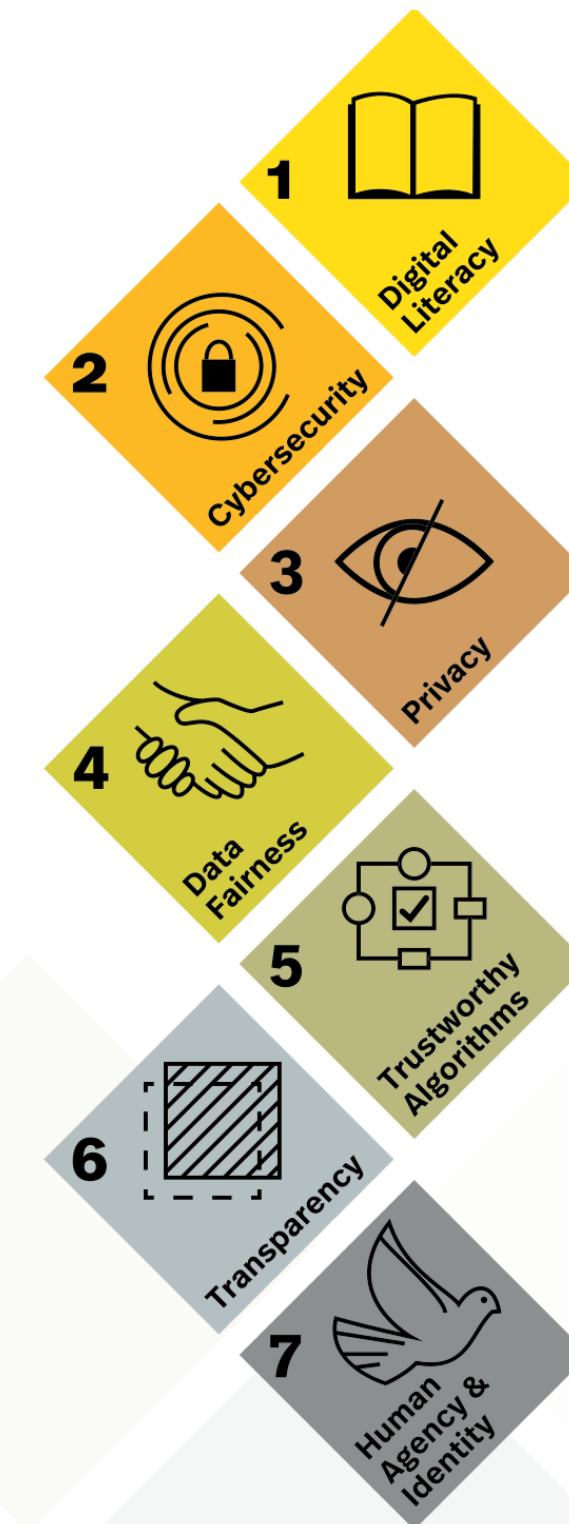 1
Digital
Literacy
2
Cybersecurity
3
Privacy
4
Data
Fairness
5
Trustworthy
Algorithms
6
Transparency
7
Human
Agency &
Identity